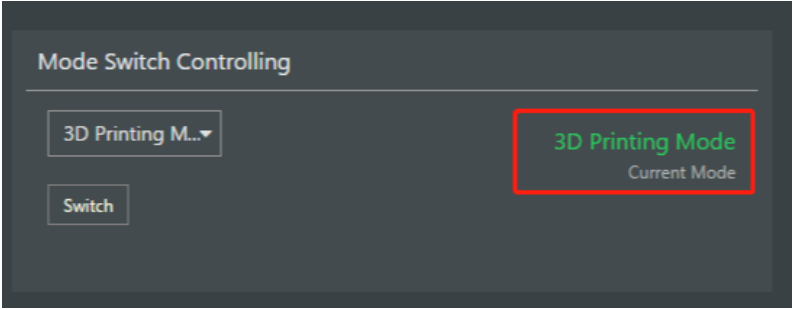 Mode Switch Controlling
3D Printing M...
3D Printing Mode
Current Mode
Switch